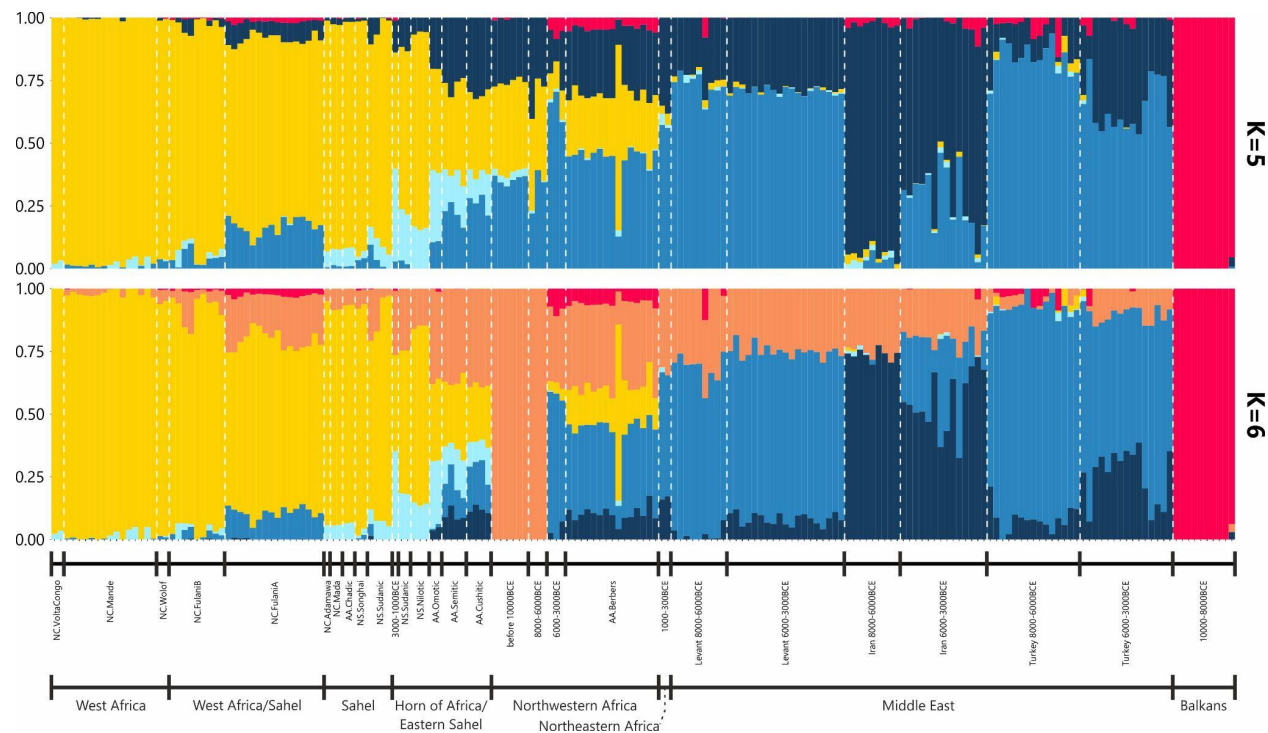 1.00
0.75
0.50
0.25
0.00
K=5
1.00
0.75
0.50
0.25
0.00
K=6
NC.VoltaCongo
NC.Mande
NC.Wolof
NC.FulaniB
NC.FulaniA
NC.Adamawa
NC.Mada
AA.Chadic
NS.Songhai
NS.Sudanic
3000-1000BCE
NS.Sudanic
NS.Nilotic
AA.Omotic
AA.Semitic
AA.Cushitic
before 10000BCE
8000-6000BCE
6000-3000BCE
AA.Berbers
1000-300BCE
Levant 8000-6000BCE
Levant 6000-3000BCE
Iran 8000-6000BCE
Iran 6000-3000BCE
Turkey 8000-6000BCE
Turkey 6000-3000BCE
10000-8000BCE
West Africa
West Africa/Sahel
Sahel
Horn of Africa/
Eastern Sahel
Northwestern Africa
Northeastern Africa
Middle East
Balkans